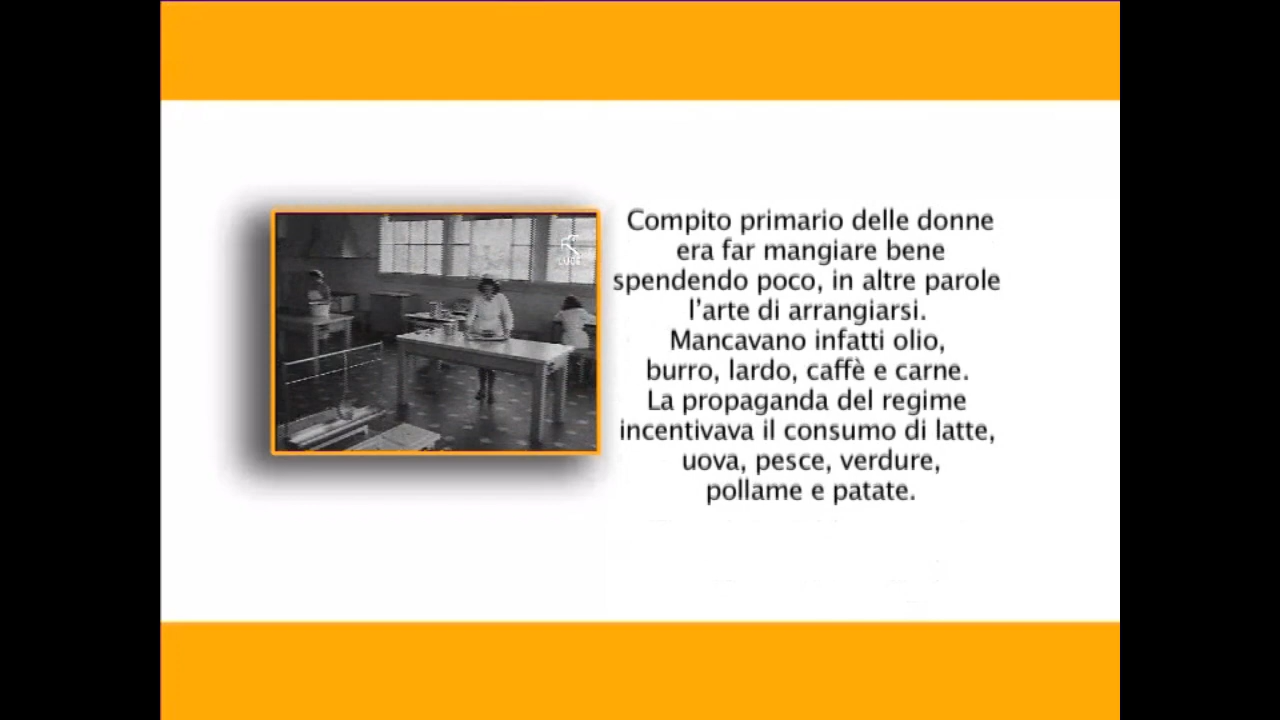 LUCE
Compito primario delle donne
era far mangiare bene
spendendo poco, in altre parole
l'arte di arrangiarsi.
Mancavano infatti olio,
burro, lardo, caffè e carne.
La propaganda del regime
incentivava il consumo di latte,
uova, pesce, verdure,
pollame e patate.